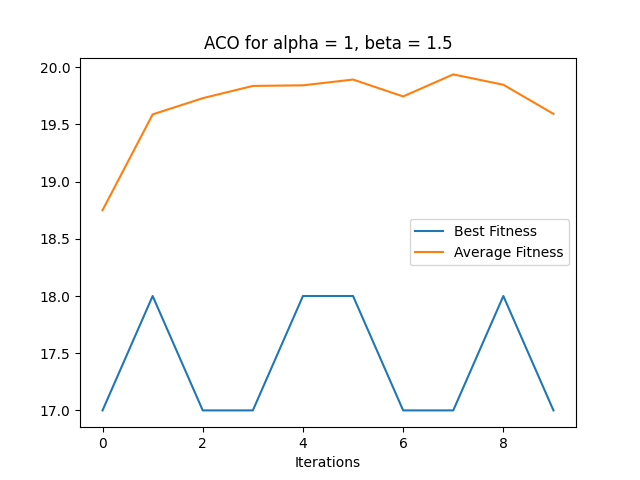 ACO for alpha = 1, beta = 1.5
20.0
19.5
19.0
18.5
18.0
17.5
17.0
Best Fitness
Average Fitness
0 2 4 6 8
Iterations